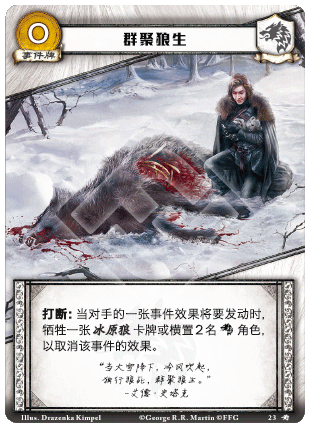 0
群聚狼生
事件牌
打断: 当对手的一张事件效果将要发动时,
牺牲一张 冰原狼 卡牌或横置2名 角色,
以取消该事件的效果。
“当大雪降下,冷风吹起,
独行狼死,群聚狼生。”
-艾德·史塔克
Illus. Drazenka Kimpel
©George R.R. Martin ©FFG
23